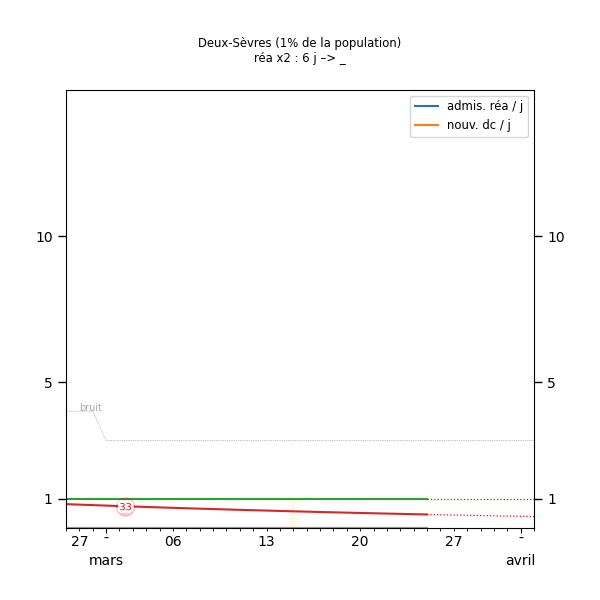 Deux-Sèvres (1% de la population)
réa x2 : 6 j –> _
admis. réa / j
nouv. dc / j
10 10
5 5
bruit
1 1
33
27 - 06 13 20 27 -
mars avril